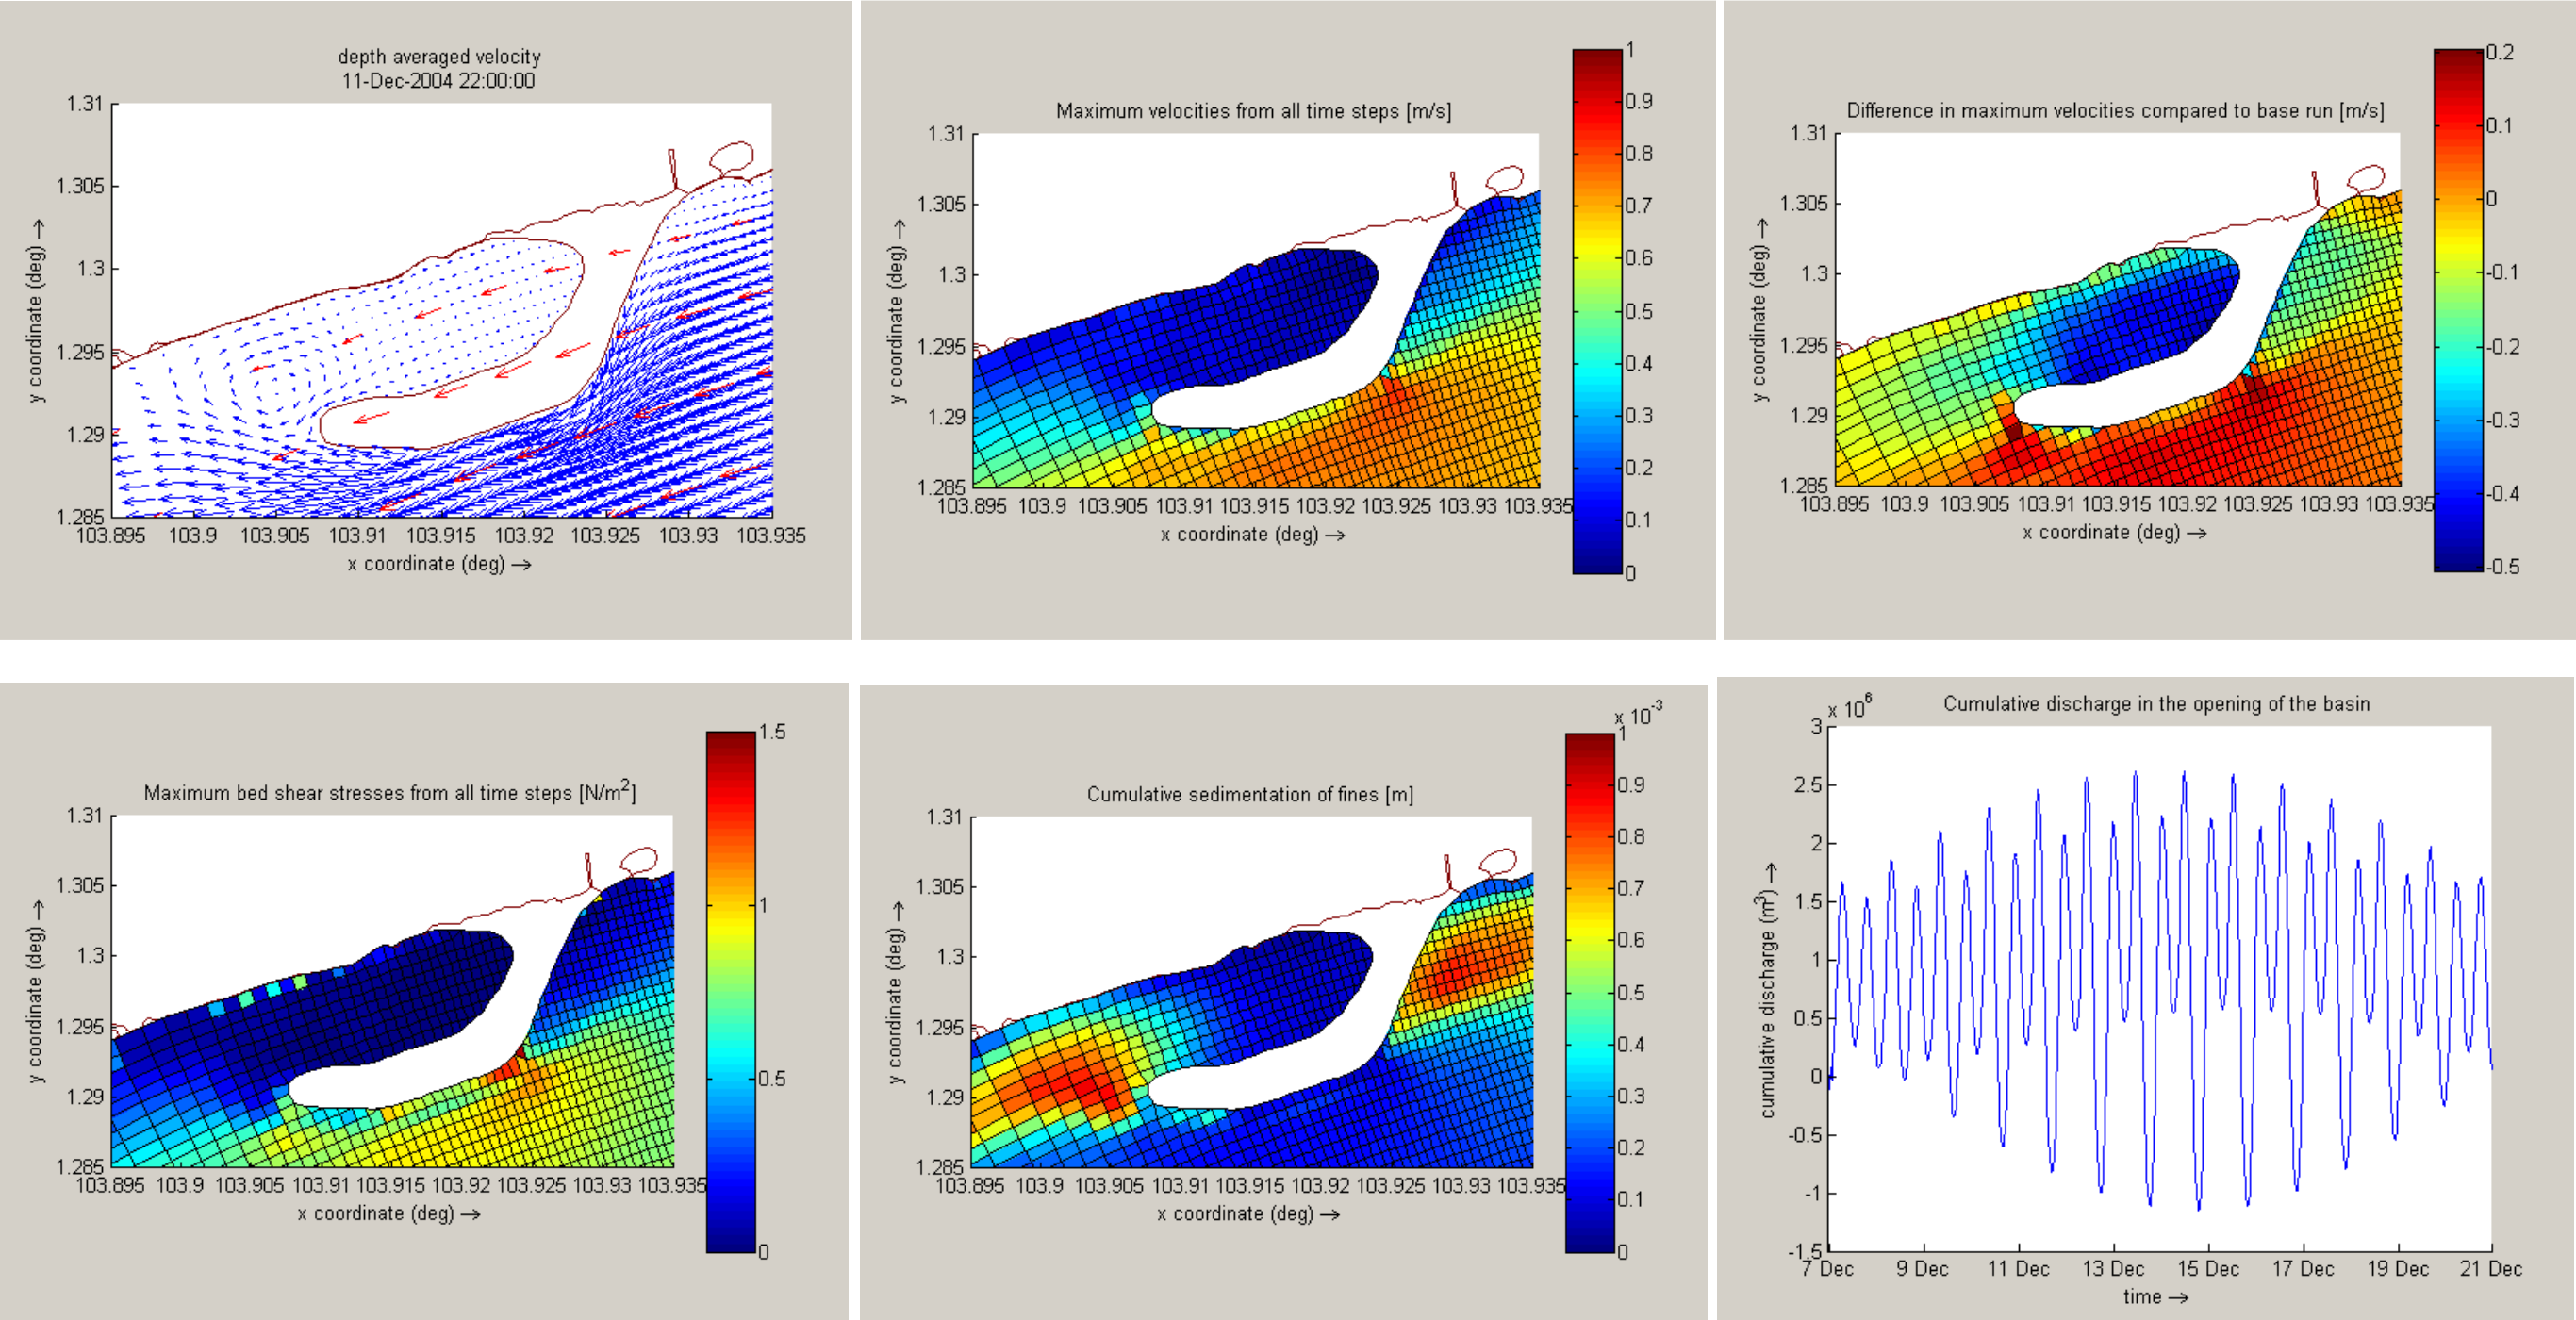 depth averaged velocity
11-Dec-2004 22:00:00
1.31
1.305
1.3
1.295
1.29
1.285
y coordinate (deg) →
103.895 103.9 103.905 103.91 103.915 103.92 103.925 103.93 103.935
x coordinate (deg) →
Maximum velocities from all time steps [m/s]
1.31
1.305
1.3
1.295
1.29
1.285
y coordinate (deg) →
103.895 103.9 103.905 103.91 103.915 103.92 103.925 103.93 103.935
x coordinate (deg) →
1
0.9
0.8
0.7
0.6
0.5
0.4
0.3
0.2
0.1
0
Difference in maximum velocities compared to base run [m/s]
1.31
1.305
1.3
1.295
1.29
1.285
y coordinate (deg) →
103.895 103.9 103.905 103.91 103.915 103.92 103.925 103.93 103.935
x coordinate (deg) →
0.2
0.1
0
-0.1
-0.2
-0.3
-0.4
-0.5
Maximum bed shear stresses from all time steps [N/m²]
1.31
1.305
1.3
1.295
1.29
1.285
y coordinate (deg) →
103.895 103.9 103.905 103.91 103.915 103.92 103.925 103.93 103.935
x coordinate (deg) →
1.5
1
0.5
0
Cumulative sedimentation of fines [m]
1.31
1.305
1.3
1.295
1.29
1.285
y coordinate (deg) →
103.895 103.9 103.905 103.91 103.915 103.92 103.925 103.93 103.935
x coordinate (deg) →
x 10⁻³
1
0.9
0.8
0.7
0.6
0.5
0.4
0.3
0.2
0.1
0
Cumulative discharge in the opening of the basin
x 10⁶
3
2.5
2
1.5
1
0.5
0
-0.5
-1
-1.5
cumulative discharge (m³) →
7 Dec 9 Dec 11 Dec 13 Dec 15 Dec 17 Dec 19 Dec 21 Dec
time →